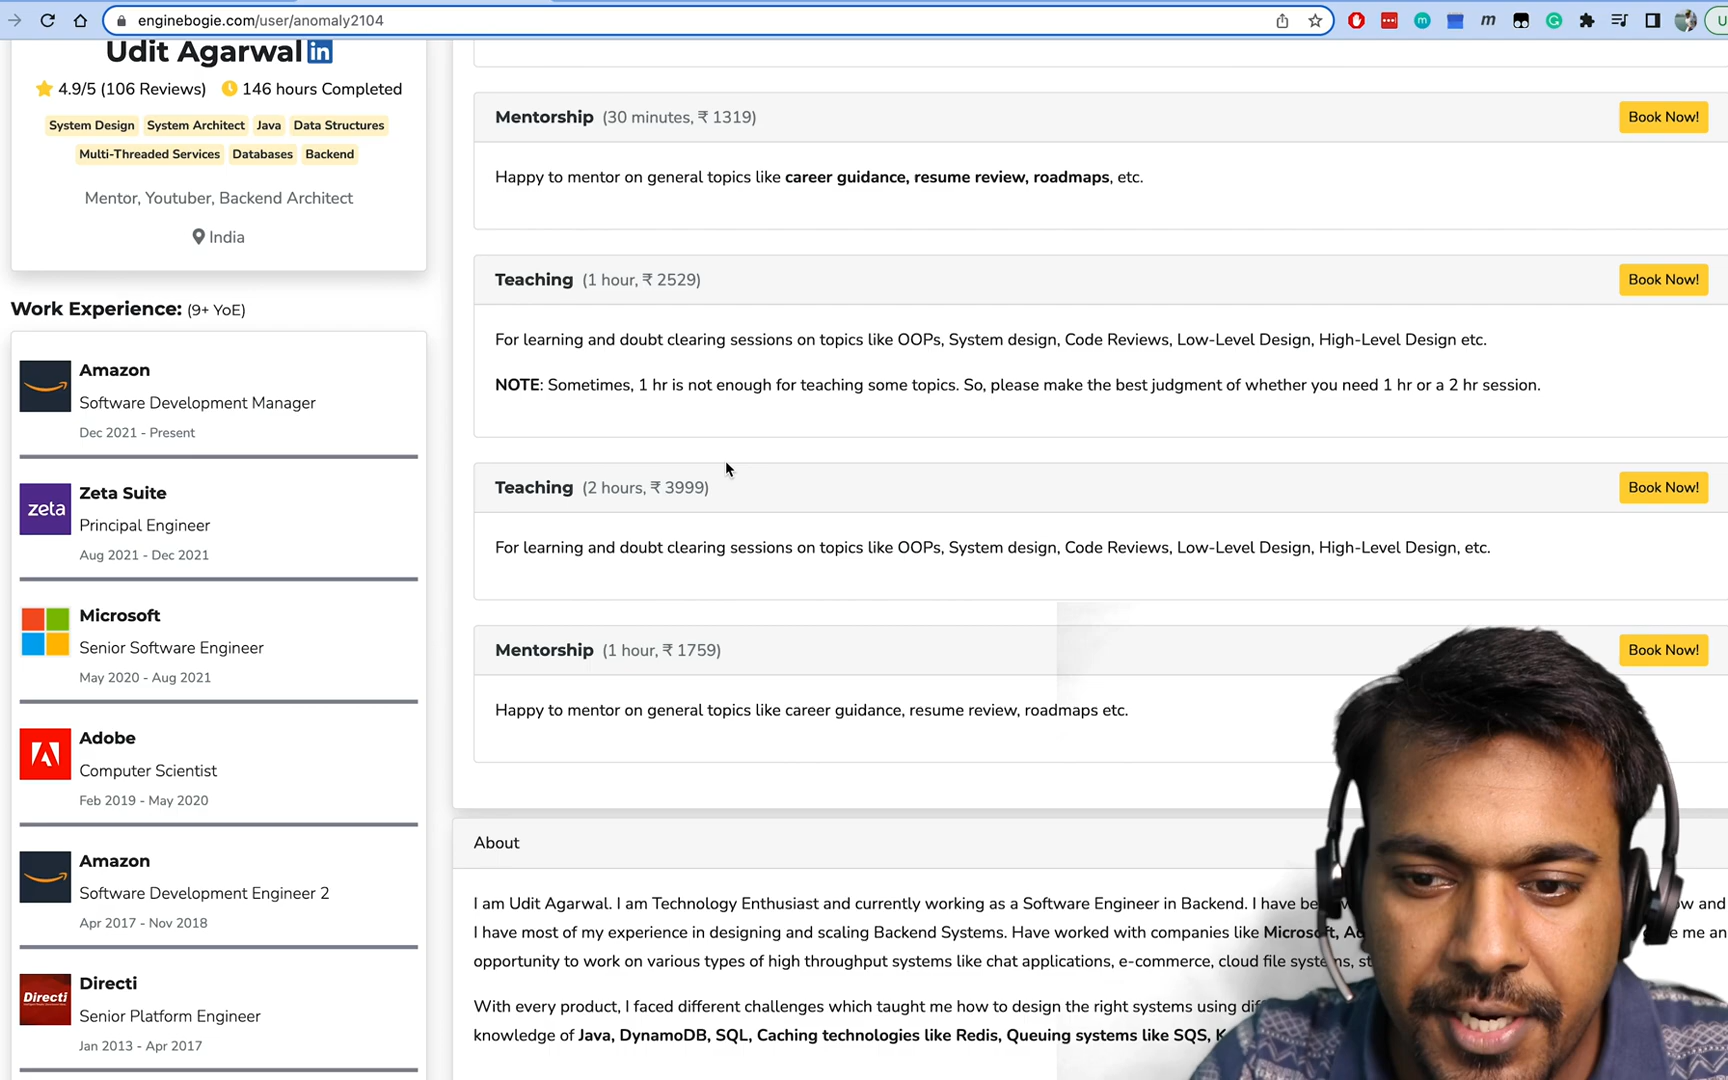 enginebogie.com/user/anomaly2104
Udit Agarwal in
4.9/5 (106 Reviews) 146 hours Completed
System Design System Architect Java Data Structures
Multi-Threaded Services Databases Backend
Mentor, Youtuber, Backend Architect
India
Work Experience: (9+ YoE)
Amazon
Software Development Manager
Dec 2021 - Present
zeta
Zeta Suite
Principal Engineer
Aug 2021 - Dec 2021
Microsoft
Senior Software Engineer
May 2020 - Aug 2021
Adobe
Computer Scientist
Feb 2019 - May 2020
Amazon
Software Development Engineer 2
Apr 2017 - Nov 2018
Directi
Directi
Senior Platform Engineer
Jan 2013 - Apr 2017
Mentorship (30 minutes, ₹ 1319) Book Now!
Happy to mentor on general topics like career guidance, resume review, roadmaps, etc.
Teaching (1 hour, ₹ 2529) Book Now!
For learning and doubt clearing sessions on topics like OOPs, System design, Code Reviews, Low-Level Design, High-Level Design etc.
NOTE: Sometimes, 1 hr is not enough for teaching some topics. So, please make the best judgment of whether you need 1 hr or a 2 hr session.
Teaching (2 hours, ₹ 3999) Book Now!
For learning and doubt clearing sessions on topics like OOPs, System design, Code Reviews, Low-Level Design, High-Level Design, etc.
Mentorship (1 hour, ₹ 1759) Book Now!
Happy to mentor on general topics like career guidance, resume review, roadmaps etc.
About
I am Udit Agarwal. I am Technology Enthusiast and currently working as a Software Engineer in Backend. I have and
I have most of my experience in designing and scaling Backend Systems. Have worked with companies like Microsoft, me
opportunity to work on various types of high throughput systems like chat applications, e-commerce, cloud file systems,
With every product, I faced different challenges which taught me how to design the right systems using
knowledge of Java, DynamoDB, SQL, Caching technologies like Redis, Queuing systems like SQS,